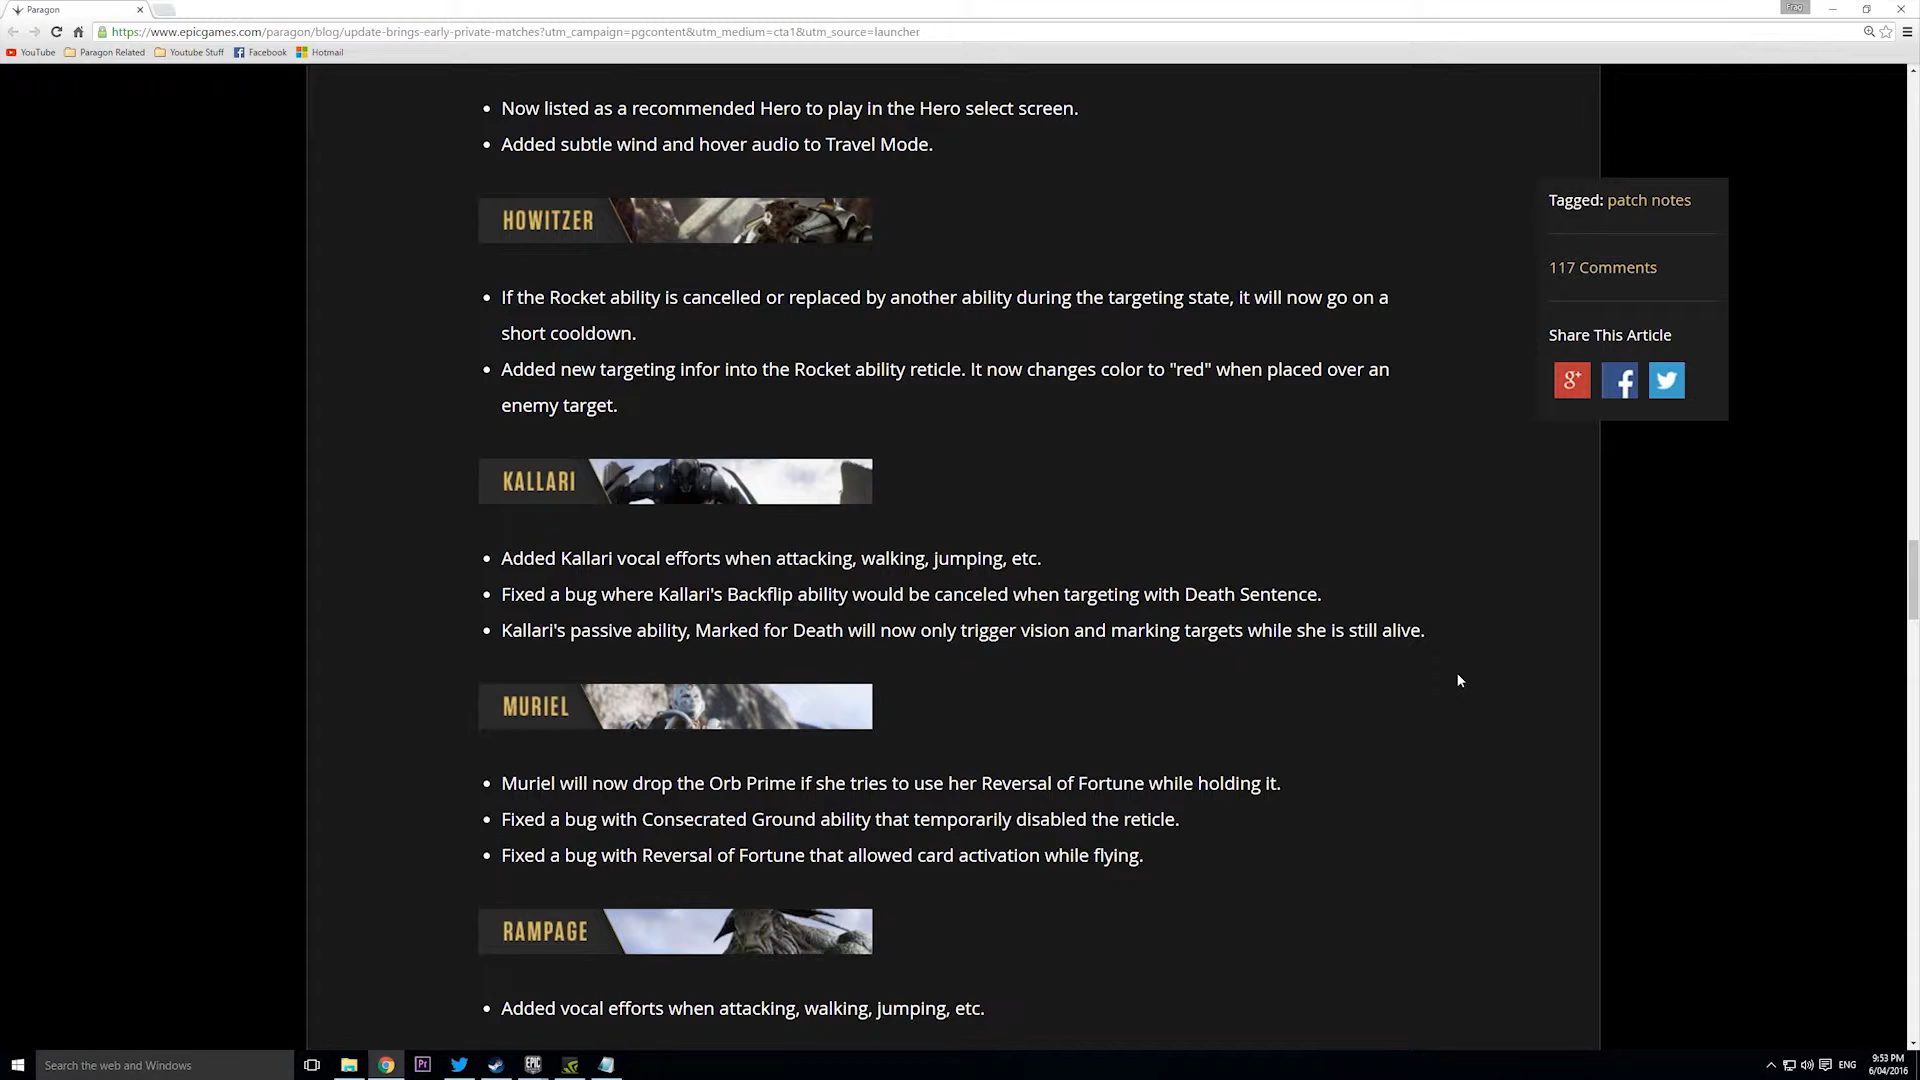 Paragon
Frag
https://www.epicgames.com/paragon/blog/update-brings-early-private-matches?utm_campaign=pgcontent&utm_medium=cta1&utm_source=launcher
YouTube Paragon Related Youtube Stuff Facebook Hotmail
• Now listed as a recommended Hero to play in the Hero select screen.
• Added subtle wind and hover audio to Travel Mode.
Tagged: patch notes
HOWITZER
117 Comments
• If the Rocket ability is cancelled or replaced by another ability during the targeting state, it will now go on a
short cooldown.
Share This Article
• Added new targeting infor into the Rocket ability reticle. It now changes color to "red" when placed over an
enemy target.
KALLARI
• Added Kallari vocal efforts when attacking, walking, jumping, etc.
• Fixed a bug where Kallari's Backflip ability would be canceled when targeting with Death Sentence.
• Kallari's passive ability, Marked for Death will now only trigger vision and marking targets while she is still alive.
MURIEL
• Muriel will now drop the Orb Prime if she tries to use her Reversal of Fortune while holding it.
• Fixed a bug with Consecrated Ground ability that temporarily disabled the reticle.
• Fixed a bug with Reversal of Fortune that allowed card activation while flying.
RAMPAGE
• Added vocal efforts when attacking, walking, jumping, etc.
Search the web and Windows
Pr
EPIC
ENG
9:53 PM
6/04/2016